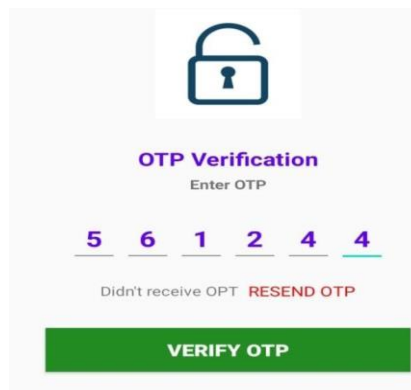 OTP Verification
Enter OTP
5 6 1 2 4 4
Didn't receive OPT RESEND OTP
VERIFY OTP